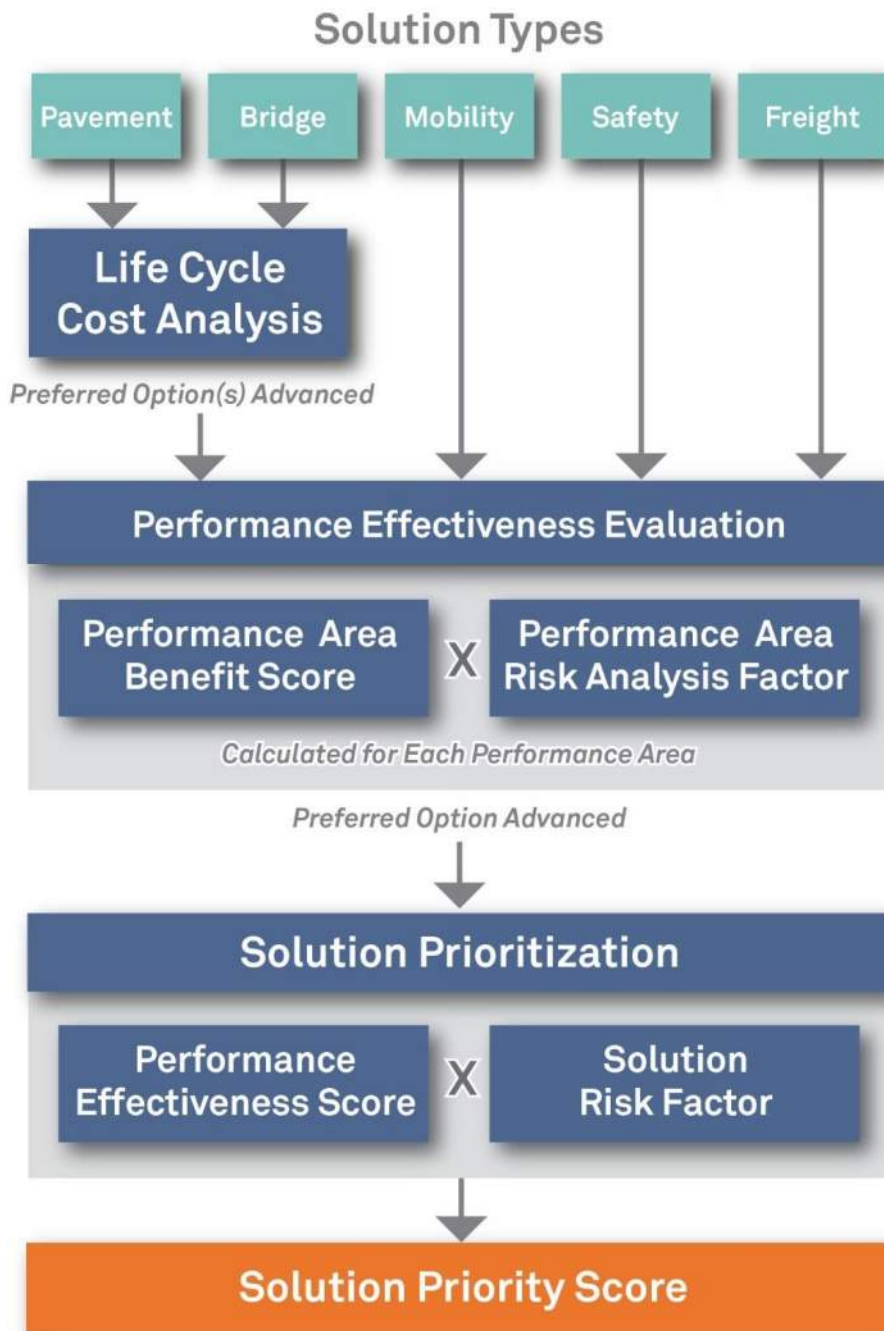 Solution Types
Pavement
Bridge
Mobility
Safety
Freight
Life Cycle
Cost Analysis
Preferred Option(s) Advanced
Performance Effectiveness Evaluation
Performance Area
Benefit Score
X
Performance Area
Risk Analysis Factor
Calculated for Each Performance Area
Preferred Option Advanced
Solution Prioritization
Performance
Effectiveness Score
X
Solution
Risk Factor
Solution Priority Score